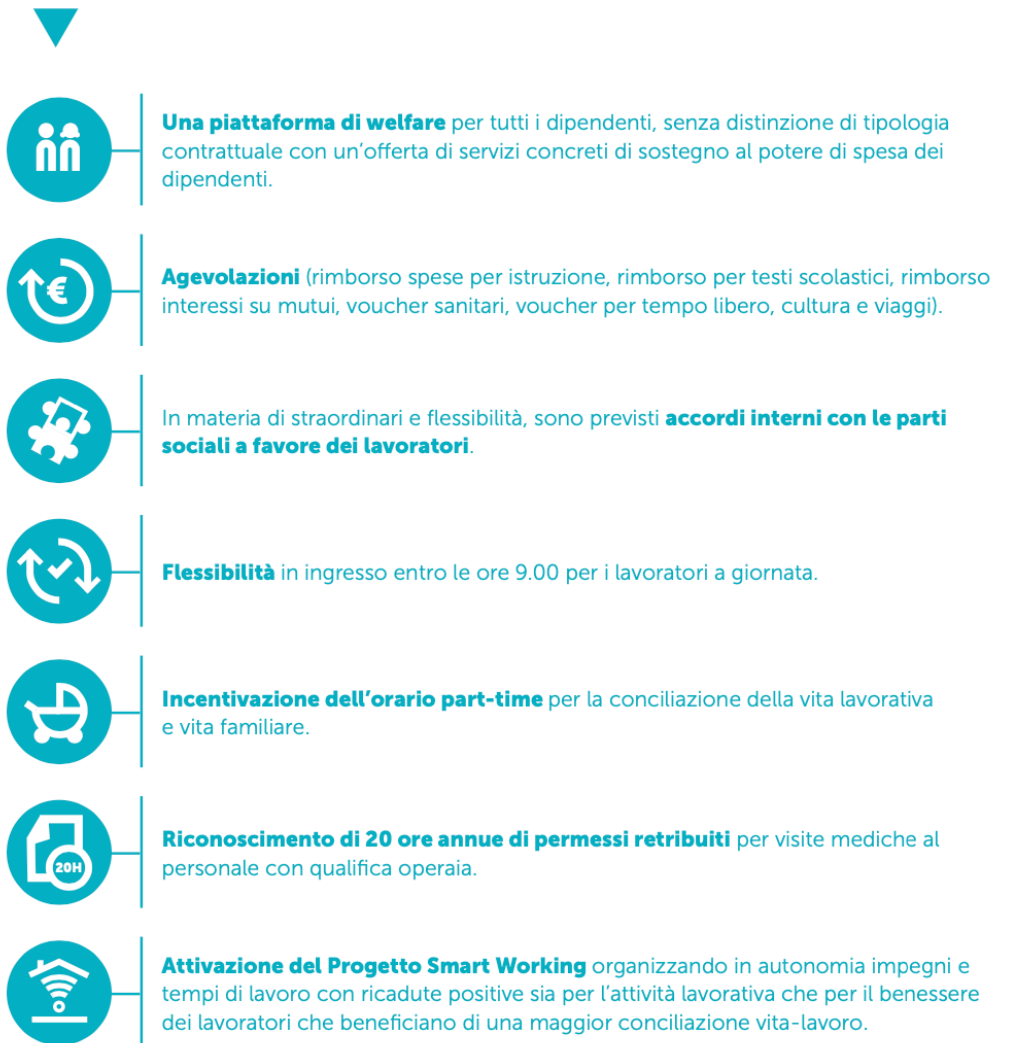 Una piattaforma di welfare per tutti i dipendenti, senza distinzione di tipologia
contrattuale con un'offerta di servizi concreti di sostegno al potere di spesa dei
dipendenti.
€
Agevolazioni (rimborso spese per istruzione, rimborso per testi scolastici, rimborso
interessi su mutui, voucher sanitari, voucher per tempo libero, cultura e viaggi).
In materia di straordinari e flessibilità, sono previsti accordi interni con le parti
sociali a favore dei lavoratori.
Flessibilità in ingresso entro le ore 9.00 per i lavoratori a giornata.
Incentivazione dell'orario part-time per la conciliazione della vita lavorativa
e vita familiare.
20H
Riconoscimento di 20 ore annue di permessi retribuiti per visite mediche al
personale con qualifica operaia.
Attivazione del Progetto Smart Working organizzando in autonomia impegni e
tempi di lavoro con ricadute positive sia per l'attività lavorativa che per il benessere
dei lavoratori che beneficiano di una maggior conciliazione vita-lavoro.